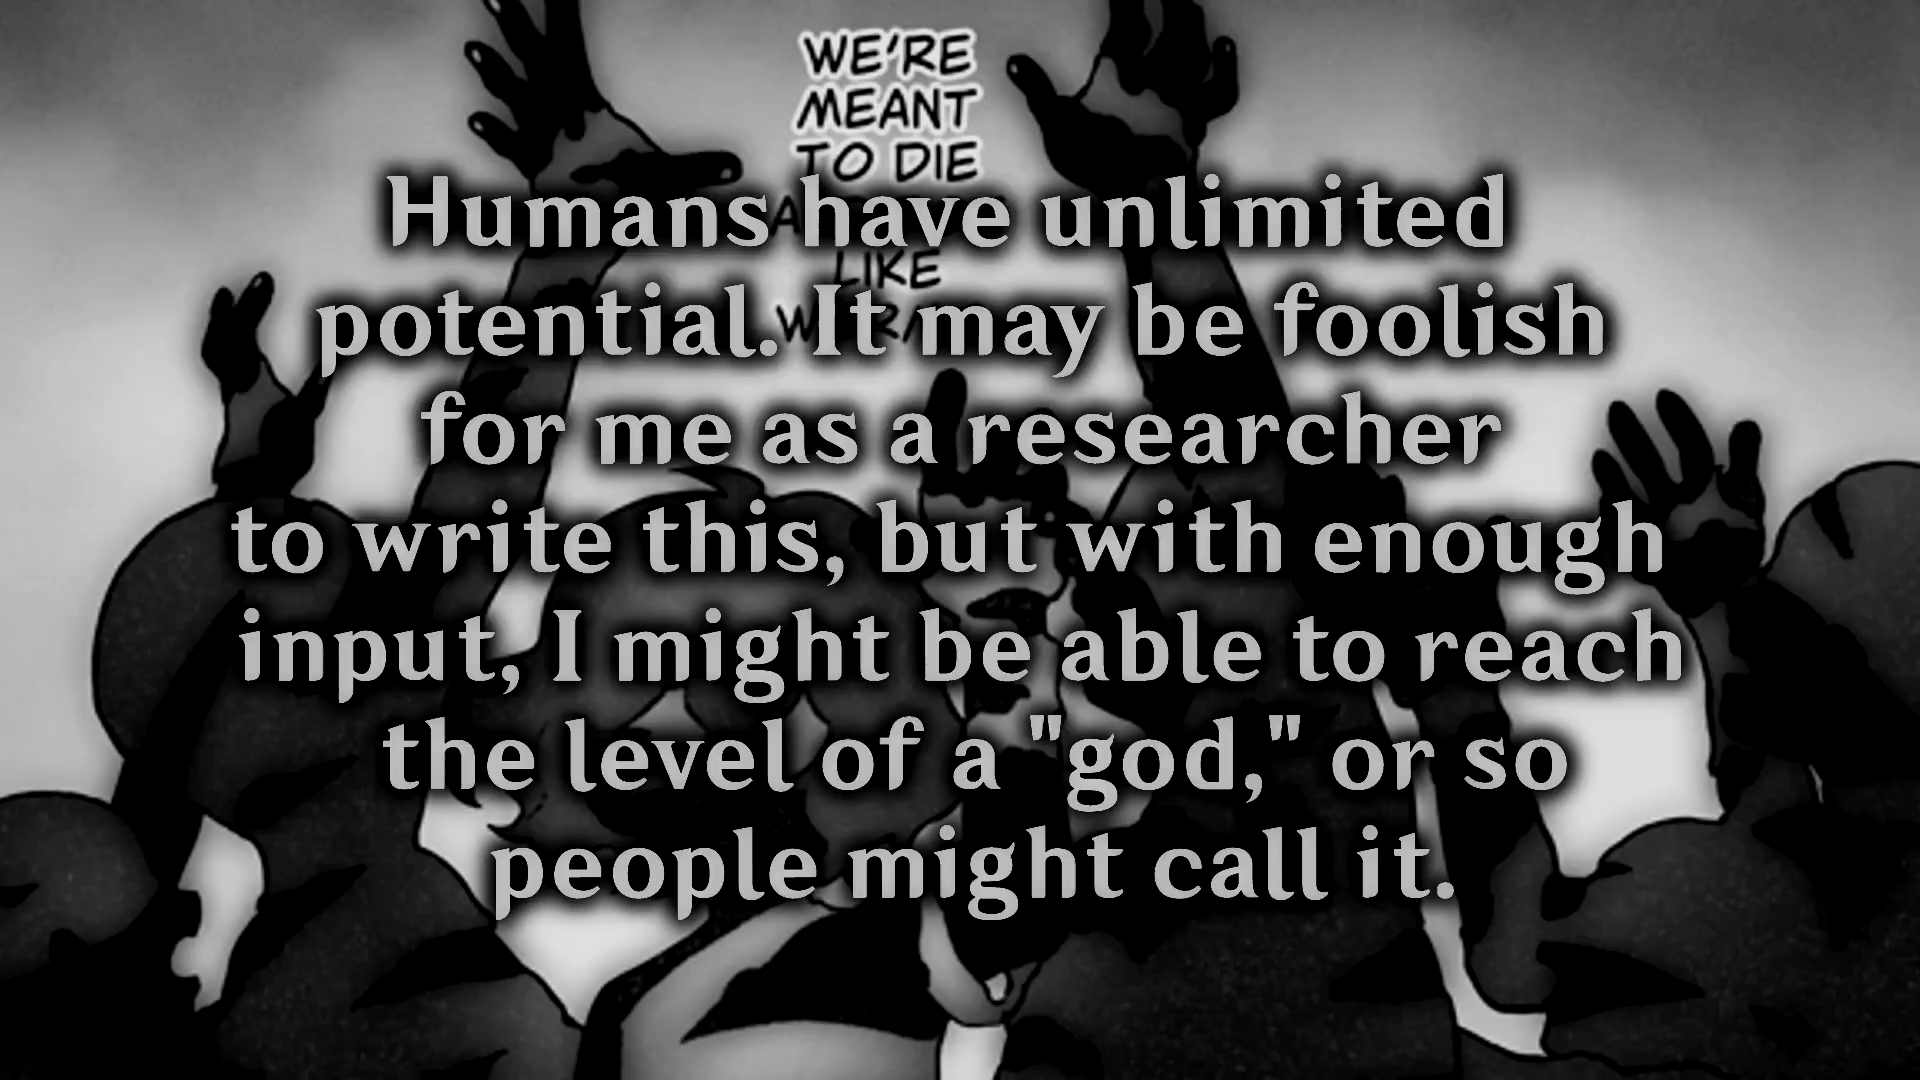 WE'RE
MEANT
TO DIE
LIKE
Humans have unlimited
potential. It may be foolish
for me as a researcher
to write this, but with enough
input, I might be able to reach
the level of a "god," or so
people might call it.